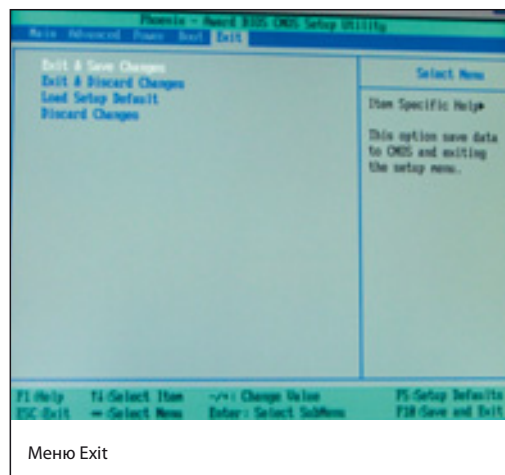 Phoenix - Award BIOS CMOS Setup Utility
Main Advanced Power Boot Exit
Exit & Save Changes
Exit & Discard Changes
Load Setup Default
Discard Changes
Select Menu
Item Specific Help
This option save data
to CMOS and exiting
the setup menu.
F1:Help ↑↓:Select Item -/+: Change Value F5:Setup Defaults
ESC:Exit ↔:Select Menu Enter: Select SubMenu F10:Save and Exit
Меню Exit